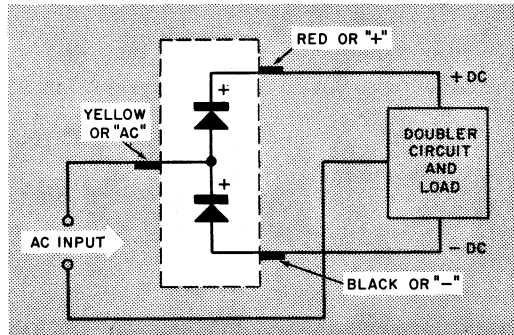 RED OR "+"
+
+ DC
YELLOW
OR "AC"
DOUBLER
CIRCUIT
AND
LOAD
+
AC INPUT
- DC
BLACK OR "-"